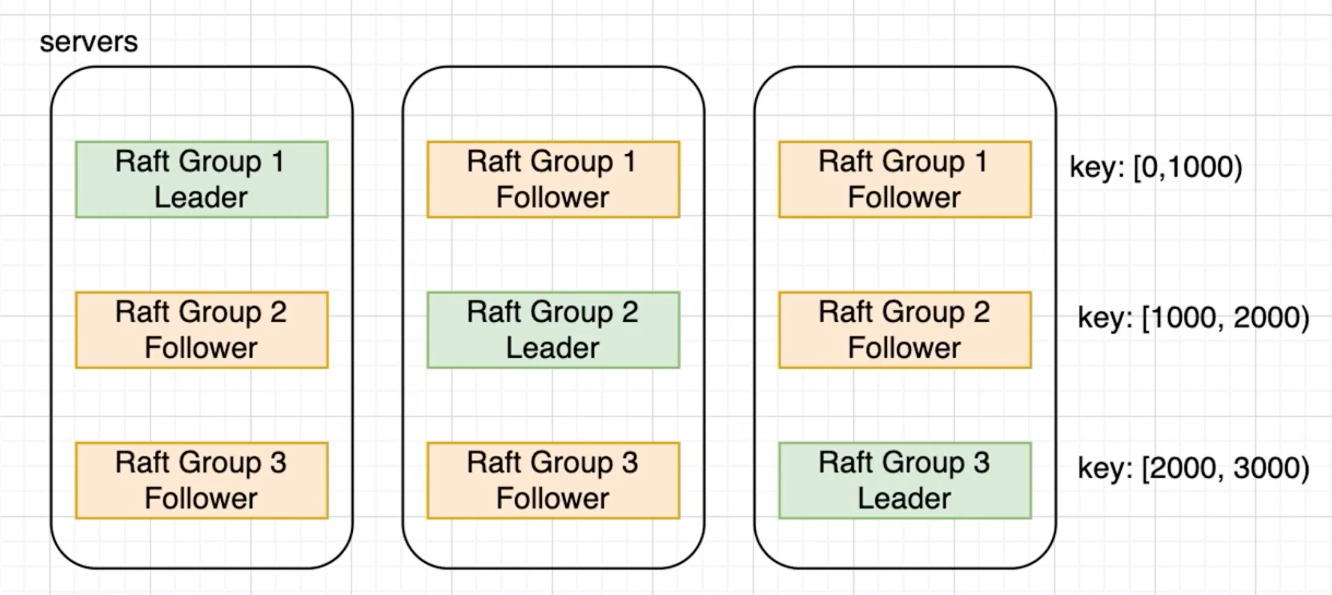 servers
Raft Group 1
Leader
Raft Group 1
Follower
Raft Group 1
Follower
key: [0,1000)
Raft Group 2
Follower
Raft Group 2
Leader
Raft Group 2
Follower
key: [1000, 2000)
Raft Group 3
Follower
Raft Group 3
Follower
Raft Group 3
Leader
key: [2000, 3000)